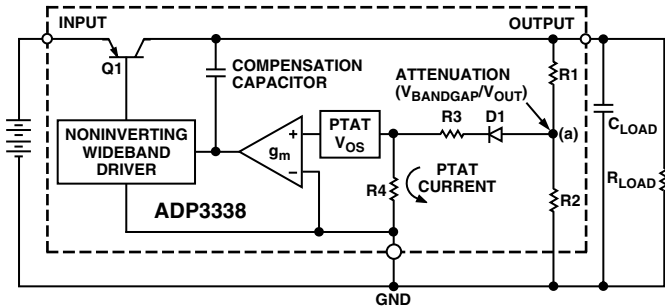 INPUT
OUTPUT
Q1
COMPENSATION
CAPACITOR
ATTENUATION
(VBANDGAP/VOUT)
R1
NONINVERTING
WIDEBAND
DRIVER
gm
+
−
PTAT
VOS
R3
D1
(a)
CLOAD
RLOAD
R4
PTAT
CURRENT
R2
ADP3338
GND